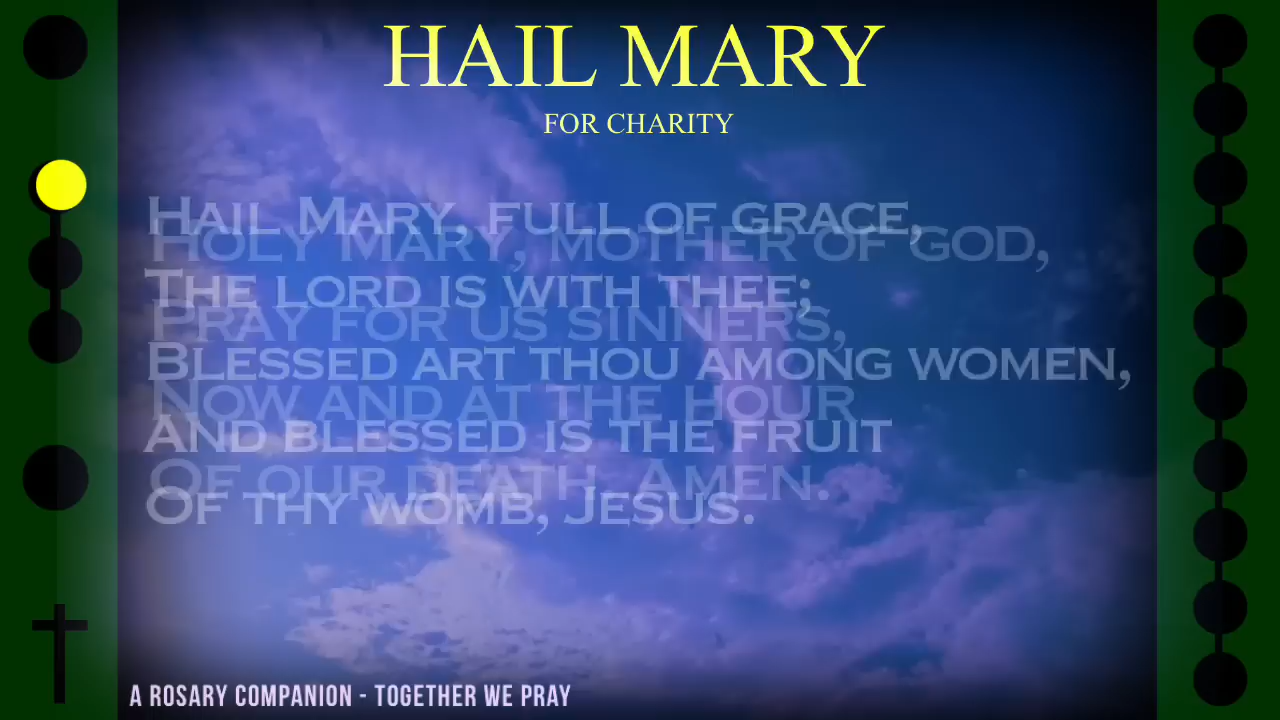 HAIL MARY
FOR CHARITY
HAIL MARY, FULL OF GRACE,
HOLY MARY, MOTHER OF GOD,
THE LORD IS WITH THEE;
PRAY FOR US SINNERS,
BLESSED ART THOU AMONG WOMEN,
NOW AND AT THE HOUR
AND BLESSED IS THE FRUIT
OF OUR DEATH. AMEN.
OF THY WOMB, JESUS.
A ROSARY COMPANION - TOGETHER WE PRAY